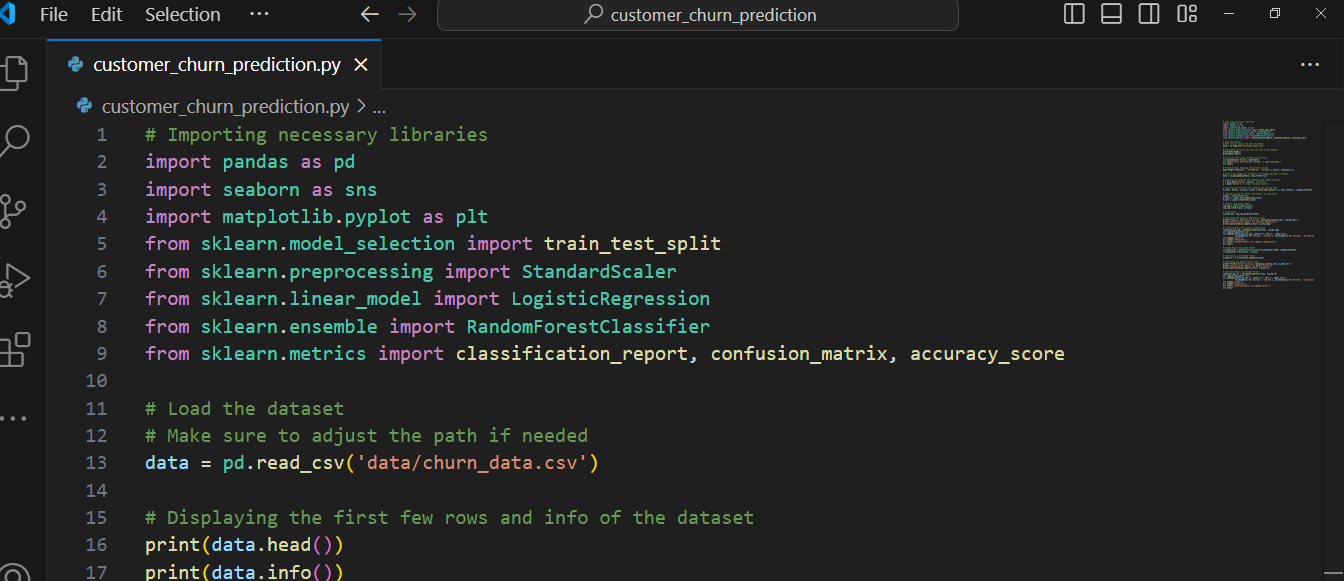 File Edit Selection ... customer_churn_prediction
customer_churn_prediction.py
customer_churn_prediction.py > ...
1 # Importing necessary libraries
2 import pandas as pd
3 import seaborn as sns
4 import matplotlib.pyplot as plt
5 from sklearn.model_selection import train_test_split
6 from sklearn.preprocessing import StandardScaler
7 from sklearn.linear_model import LogisticRegression
8 from sklearn.ensemble import RandomForestClassifier
9 from sklearn.metrics import classification_report, confusion_matrix, accuracy_score
10
11 # Load the dataset
12 # Make sure to adjust the path if needed
13 data = pd.read_csv('data/churn_data.csv')
14
15 # Displaying the first few rows and info of the dataset
16 print(data.head())
17 print(data.info())